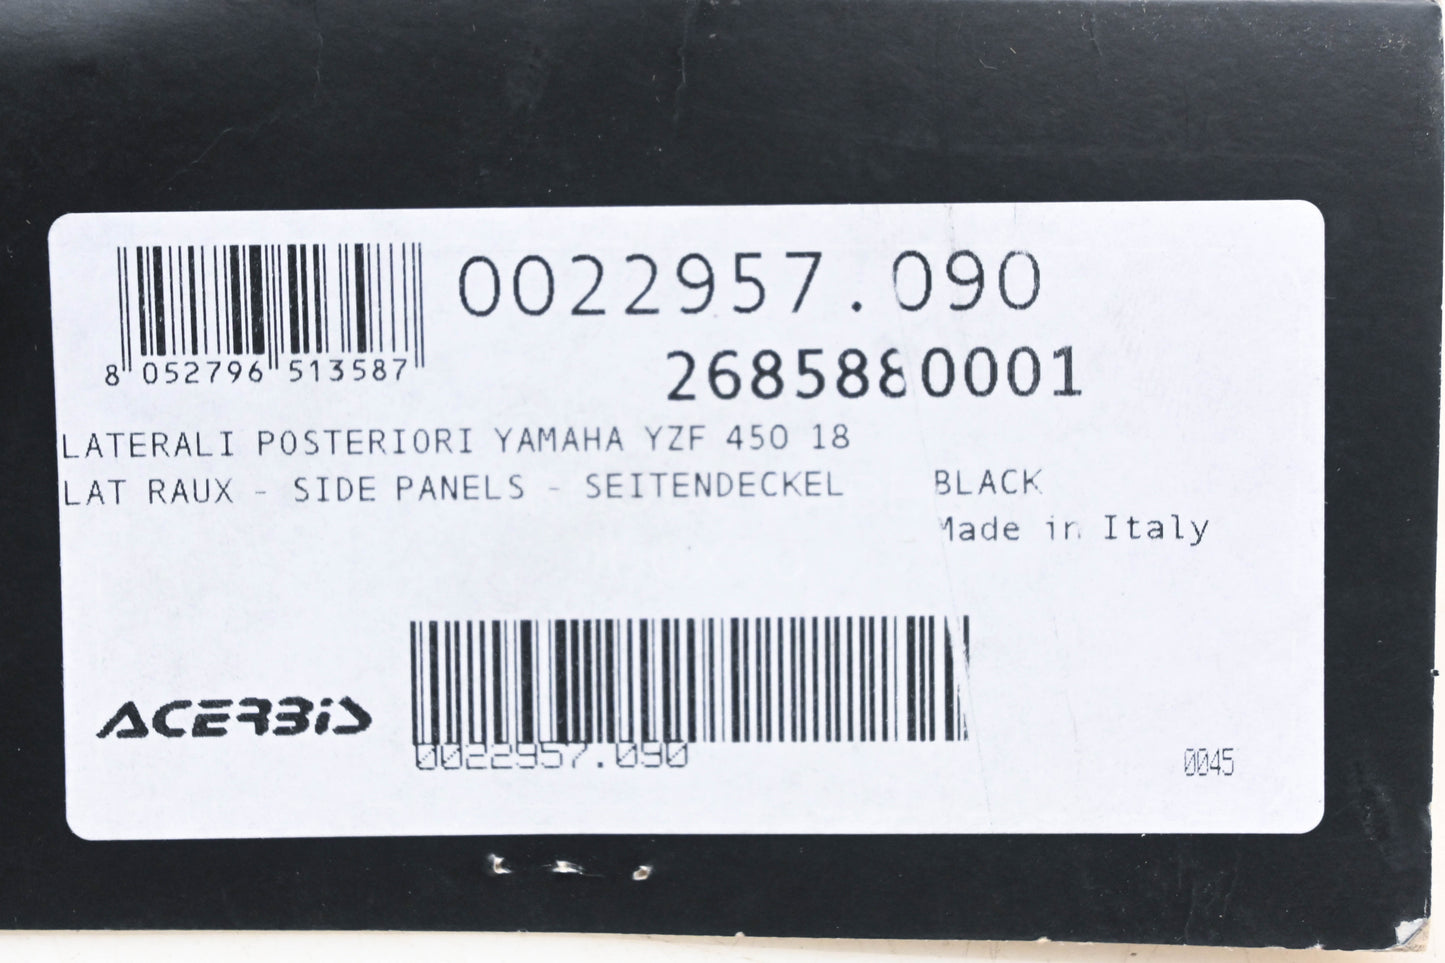 0022957.090
8 052796 513587
2685880001
LATERALI POSTERIORI YAMAHA YZF 450 18
LAT RAUX - SIDE PANELS - SEITENDECKEL BLACK
Made in Italy
ACERBIS
0022957.090
0045